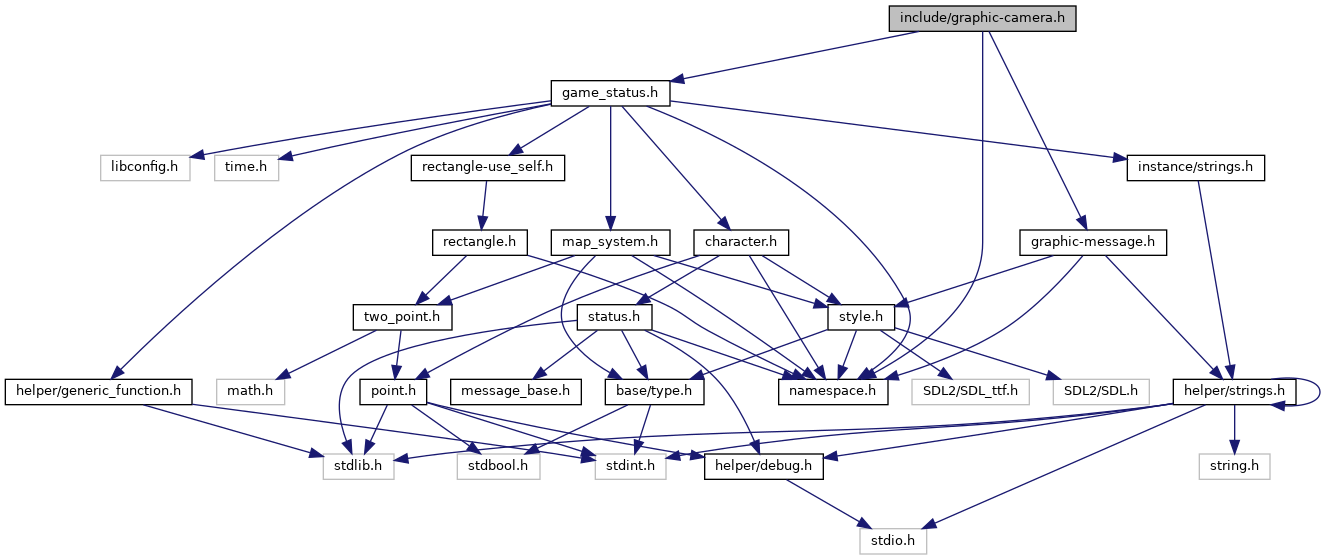 include/graphic-camera.h
game_status.h
libconfig.h
time.h
rectangle-use_self.h
instance/strings.h
rectangle.h
map_system.h
character.h
graphic-message.h
two_point.h
status.h
style.h
helper/generic_function.h
math.h
point.h
message_base.h
base/type.h
namespace.h
SDL2/SDL_ttf.h
SDL2/SDL.h
helper/strings.h
stdlib.h
stdbool.h
stdint.h
helper/debug.h
string.h
stdio.h